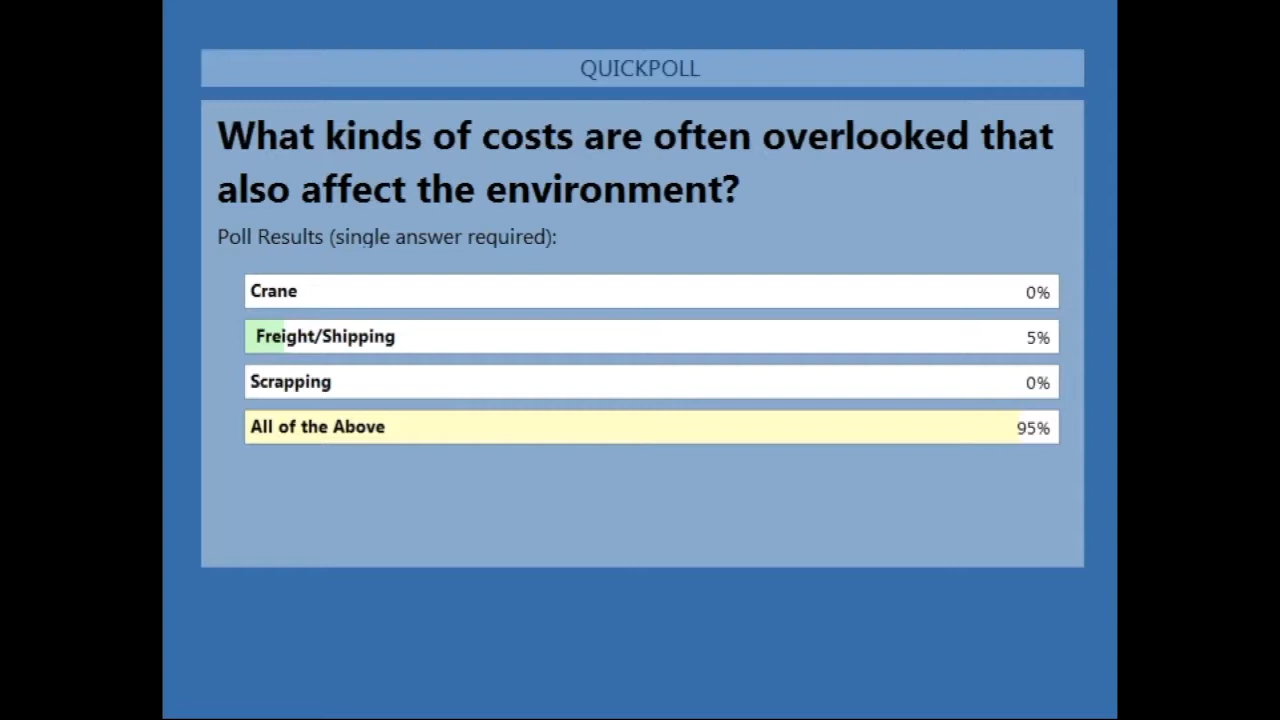 QUICKPOLL
What kinds of costs are often overlooked that
also affect the environment?
Poll Results (single answer required):
Crane 0%
Freight/Shipping 5%
Scrapping 0%
All of the Above 95%